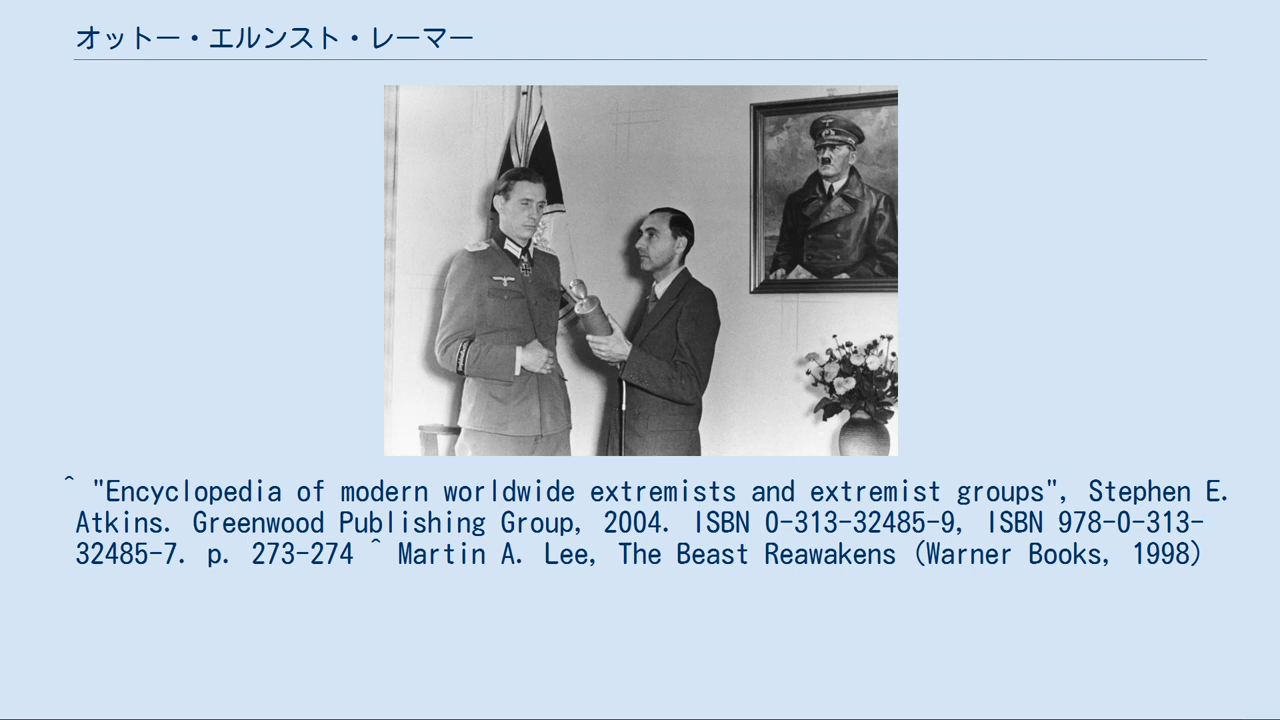 オットー・エルンスト・レーマー
^ "Encyclopedia of modern worldwide extremists and extremist groups", Stephen E.
Atkins. Greenwood Publishing Group, 2004. ISBN 0-313-32485-9, ISBN 978-0-313-
32485-7. p. 273-274 ^ Martin A. Lee, The Beast Reawakens (Warner Books, 1998)